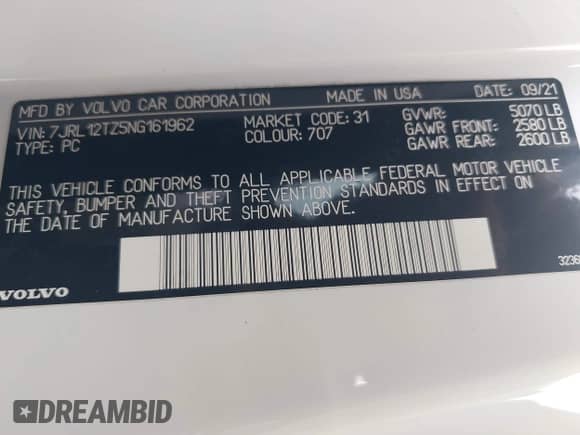 MFD BY VOLVO CAR CORPORATION MADE IN USA DATE: 09/21
VIN: 7JRL12TZ5NG161962 MARKET CODE: 31 GVWR: 5070 LB
TYPE: PC COLOUR: 707 GAWR FRONT: 2580 LB
GAWR REAR: 2600 LB
THIS VEHICLE CONFORMS TO ALL APPLICABLE FEDERAL MOTOR VEHICLE
SAFETY, BUMPER AND THEFT PREVENTION STANDARDS IN EFFECT ON
THE DATE OF MANUFACTURE SHOWN ABOVE.
VOLVO
DREAMBID